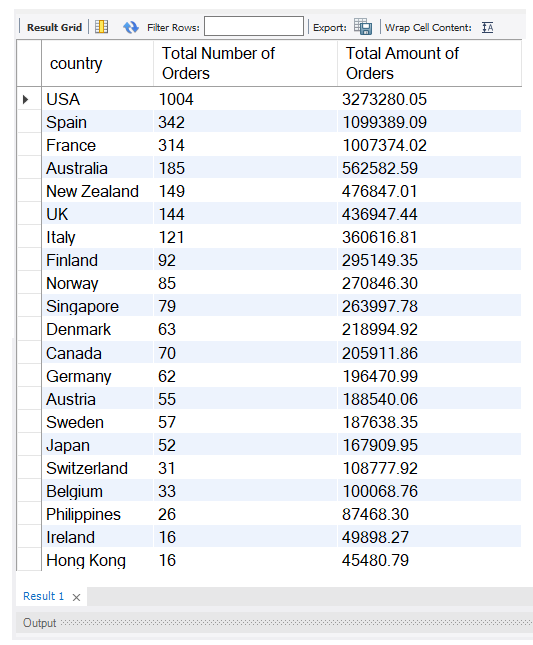 Result Grid Filter Rows: Export: Wrap Cell Content: IA
country Total Number of Orders Total Amount of Orders
USA 1004 3273280.05
Spain 342 1099389.09
France 314 1007374.02
Australia 185 562582.59
New Zealand 149 476847.01
UK 144 436947.44
Italy 121 360616.81
Finland 92 295149.35
Norway 85 270846.30
Singapore 79 263997.78
Denmark 63 218994.92
Canada 70 205911.86
Germany 62 196470.99
Austria 55 188540.06
Sweden 57 187638.35
Japan 52 167909.95
Switzerland 31 108777.92
Belgium 33 100068.76
Philippines 26 87468.30
Ireland 16 49898.27
Hong Kong 16 45480.79
Result 1 ×
Output